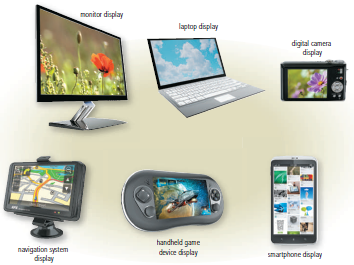 monitor display
laptop display
digital camera
display
navigation system
display
handheld game
device display
smartphone display